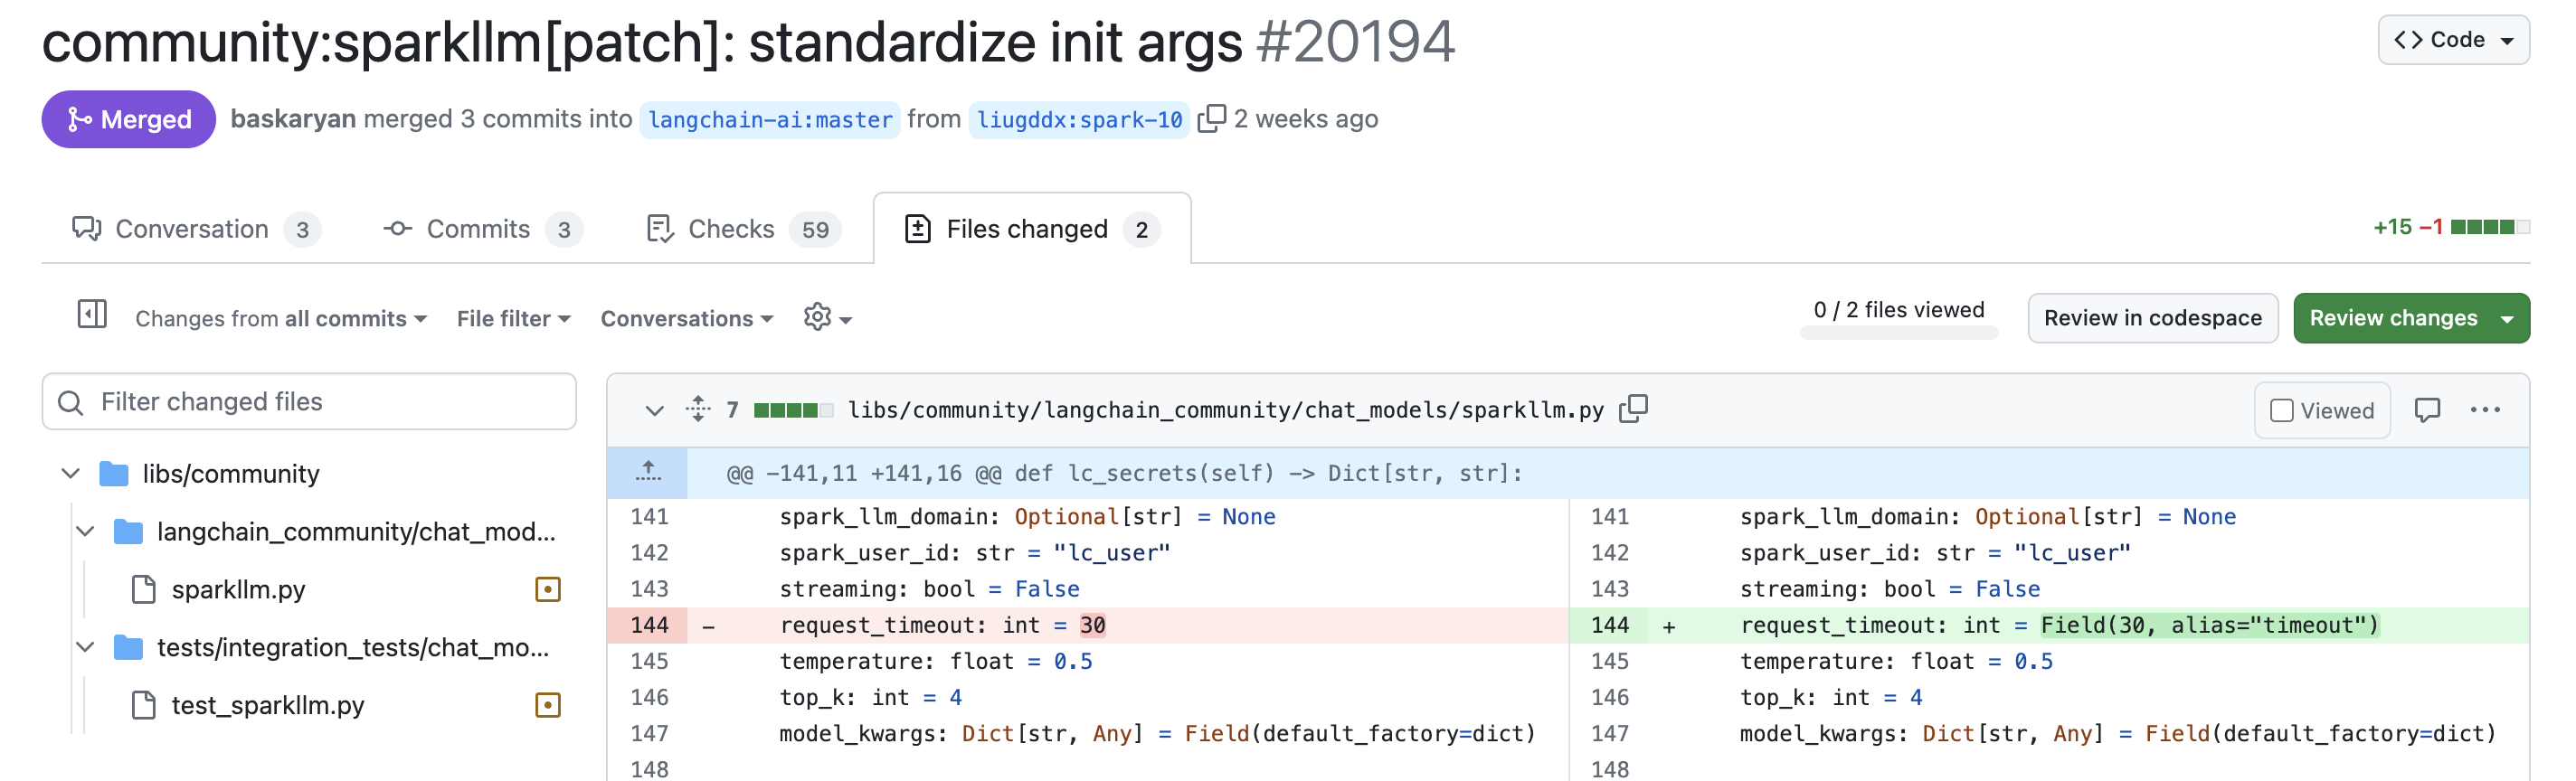 community:sparkllm[patch]: standardize init args #20194
Code
Merged baskaryan merged 3 commits into langchain-ai:master from liugddx:spark-10 2 weeks ago
Conversation 3 Commits 3 Checks 59 Files changed 2
+15 −1
Changes from all commits File filter Conversations
0 / 2 files viewed
Review in codespace
Review changes
Filter changed files
libs/community
langchain_community/chat_mod...
sparkllm.py
tests/integration_tests/chat_mo...
test_sparkllm.py
7 libs/community/langchain_community/chat_models/sparkllm.py
Viewed
@@ -141,11 +141,16 @@ def lc_secrets(self) -> Dict[str, str]:
141 spark_llm_domain: Optional[str] = None
142 spark_user_id: str = "lc_user"
143 streaming: bool = False
144 - request_timeout: int = 30
145 temperature: float = 0.5
146 top_k: int = 4
147 model_kwargs: Dict[str, Any] = Field(default_factory=dict)
148
141 spark_llm_domain: Optional[str] = None
142 spark_user_id: str = "lc_user"
143 streaming: bool = False
144 + request_timeout: int = Field(30, alias="timeout")
145 temperature: float = 0.5
146 top_k: int = 4
147 model_kwargs: Dict[str, Any] = Field(default_factory=dict)
148